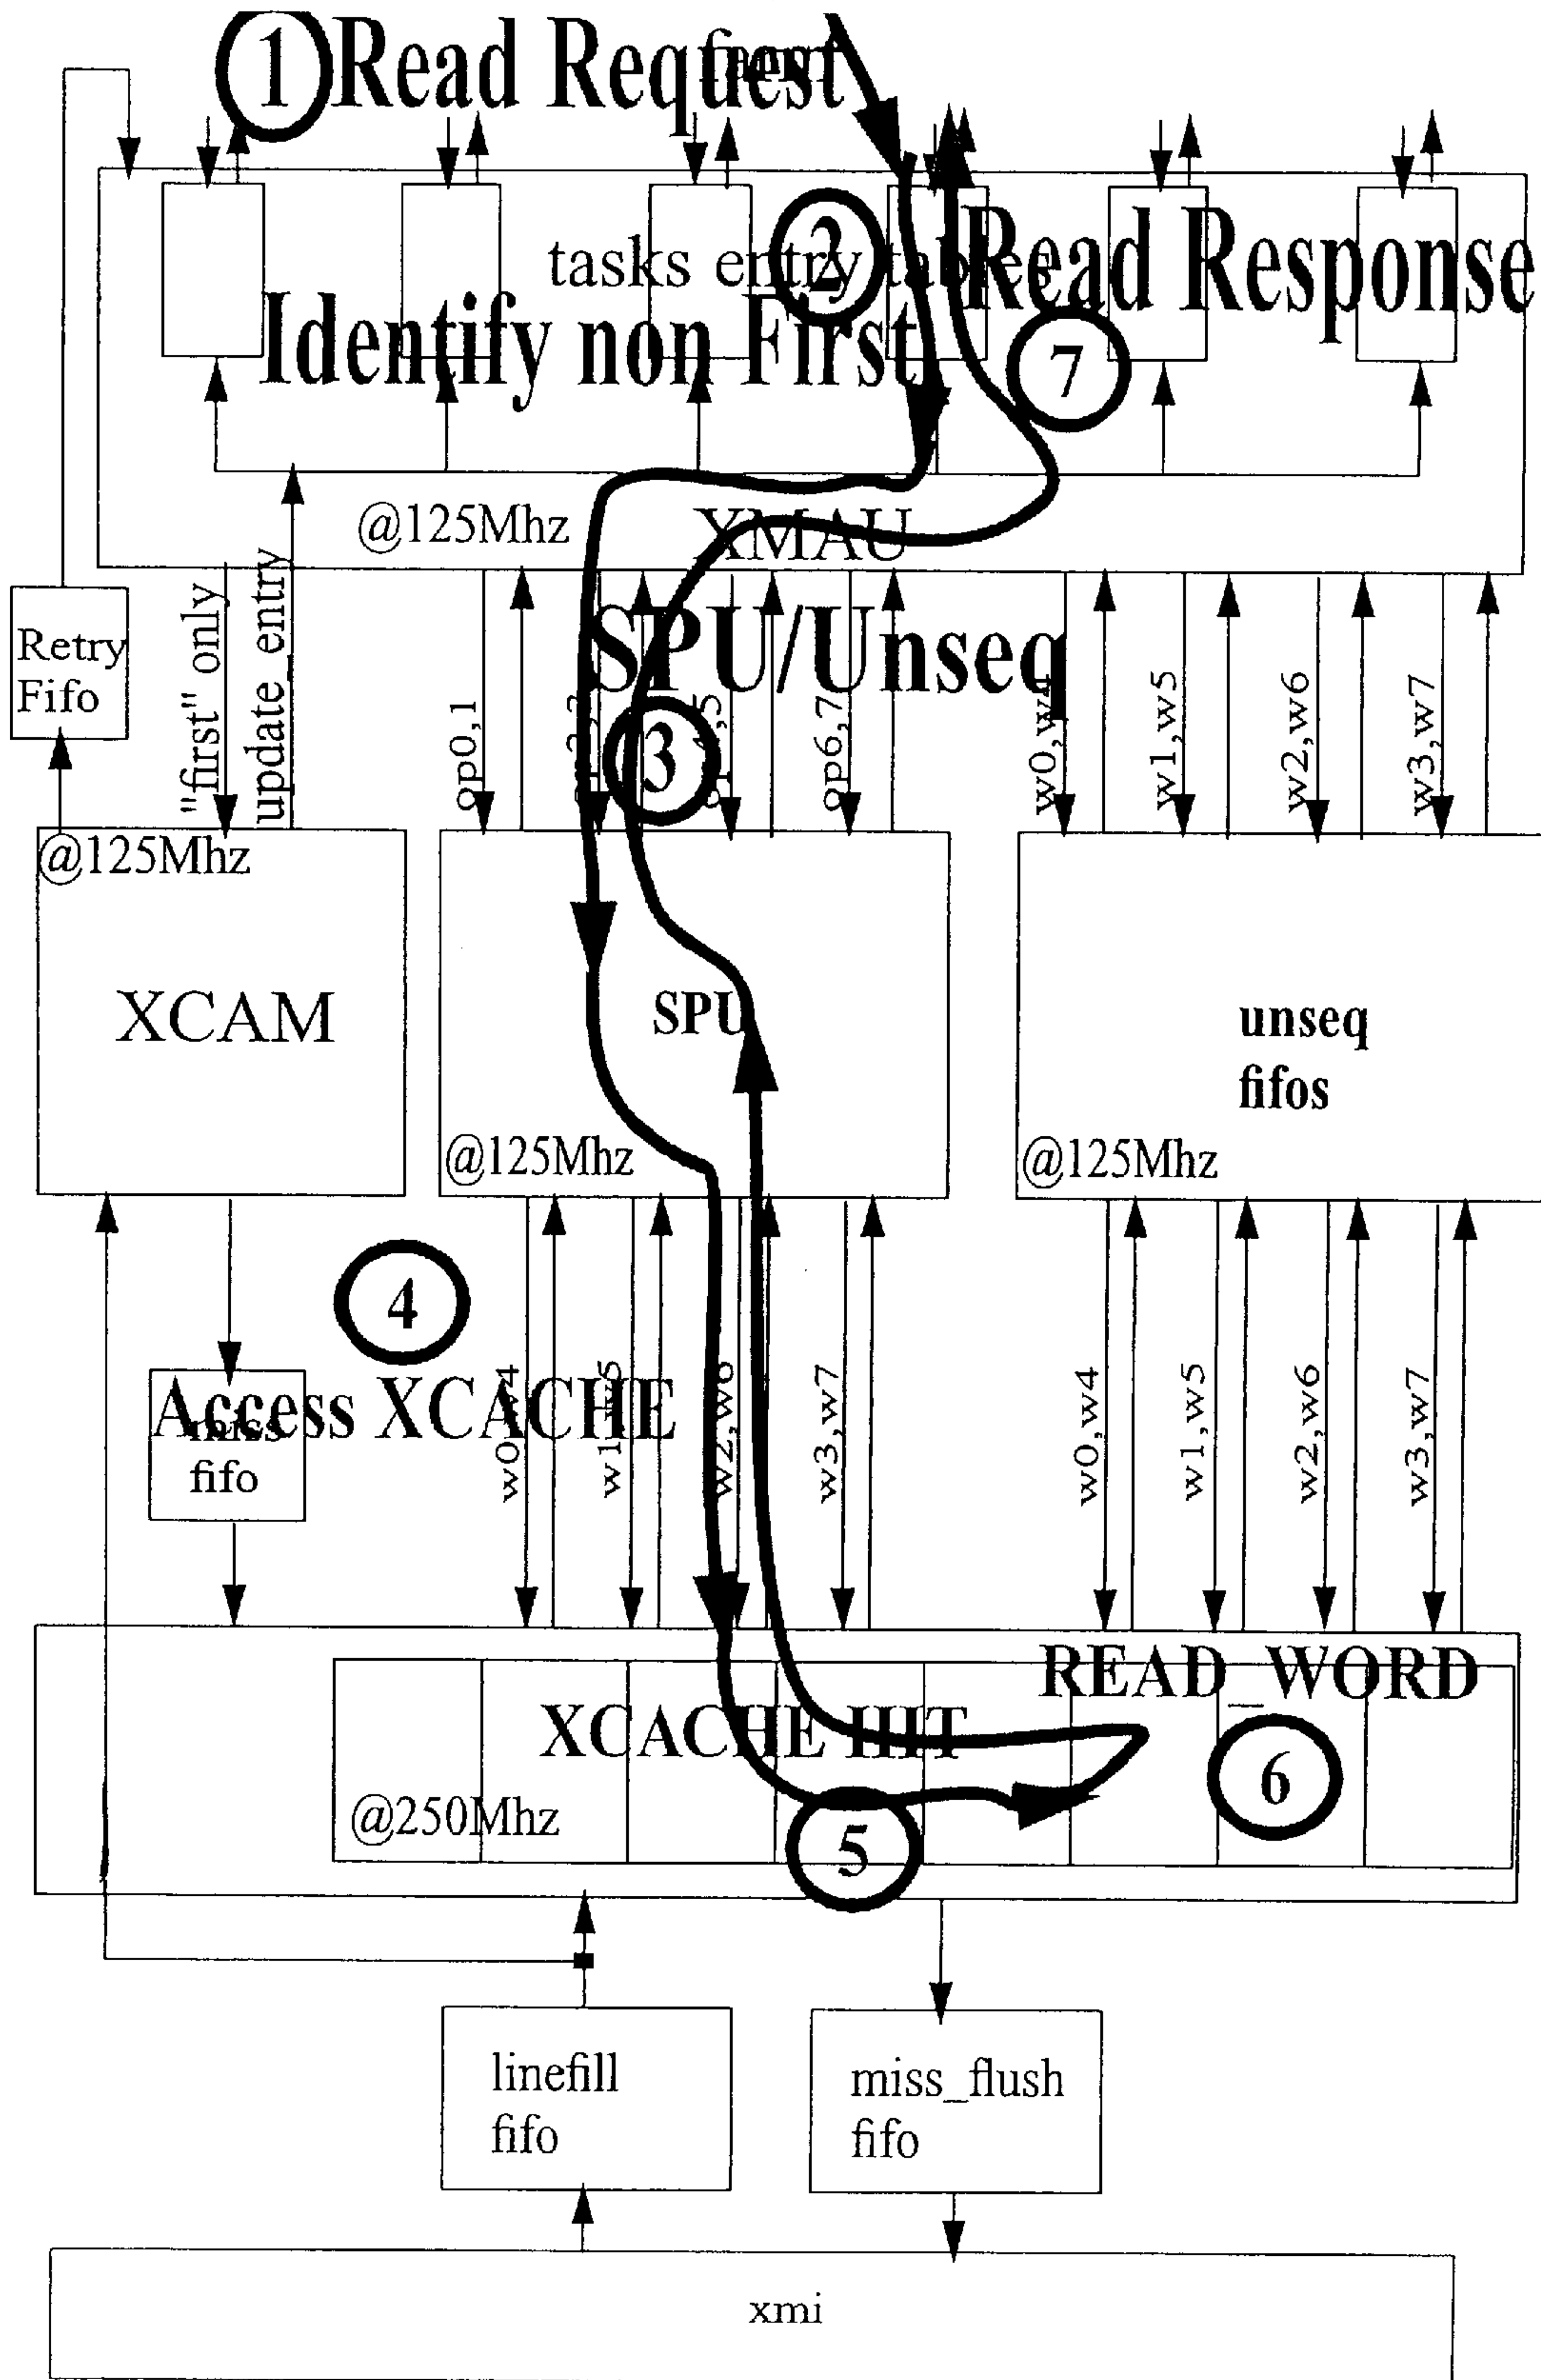 1 Read Request
2
tasks entry tables
Read Response
Identify non First
7
@125Mhz
XMAU
Retry
Fifo
"first" only
update_entry
SPU/Unseq
op0,1
3
op6,7
w0,w4
w1,w5
w2,w6
w3,w7
@125Mhz
XCAM
SPU
@125Mhz
unseq
fifos
@125Mhz
4
Access XCACHE
miss
fifo
w0,w4
w1,w5
w2,w6
w3,w7
w0,w4
w1,w5
w2,w6
w3,w7
READ_WORD
XCACHE HIT
6
@250Mhz
5
linefill
fifo
miss_flush
fifo
xmi